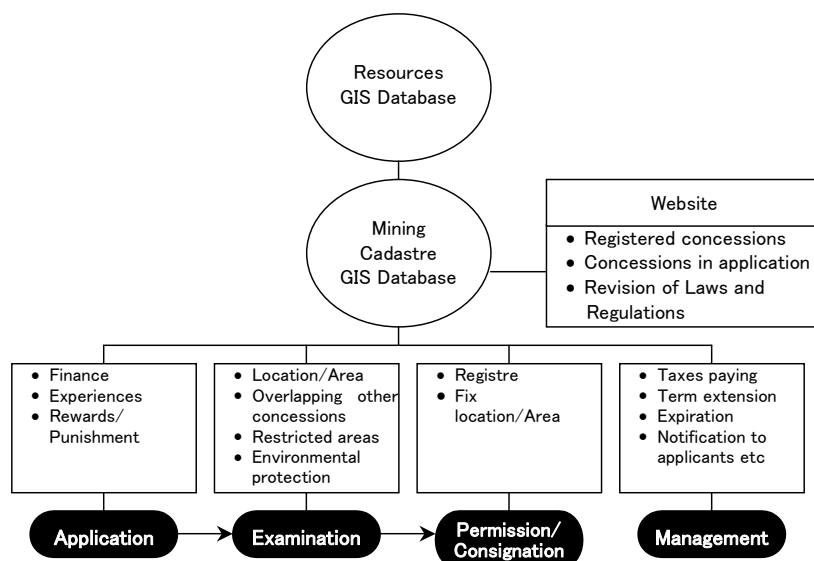 Resources
GIS Database
Mining
Cadastre
GIS Database
Website
• Registered concessions
• Concessions in application
• Revision of Laws and
Regulations
• Finance
• Experiences
• Rewards/
Punishment
• Location/Area
• Overlapping other
concessions
• Restricted areas
• Environmental
protection
• Registre
• Fix
location/Area
• Taxes paying
• Term extension
• Expiration
• Notification to
applicants etc
Application
Examination
Permission/
Consignation
Management